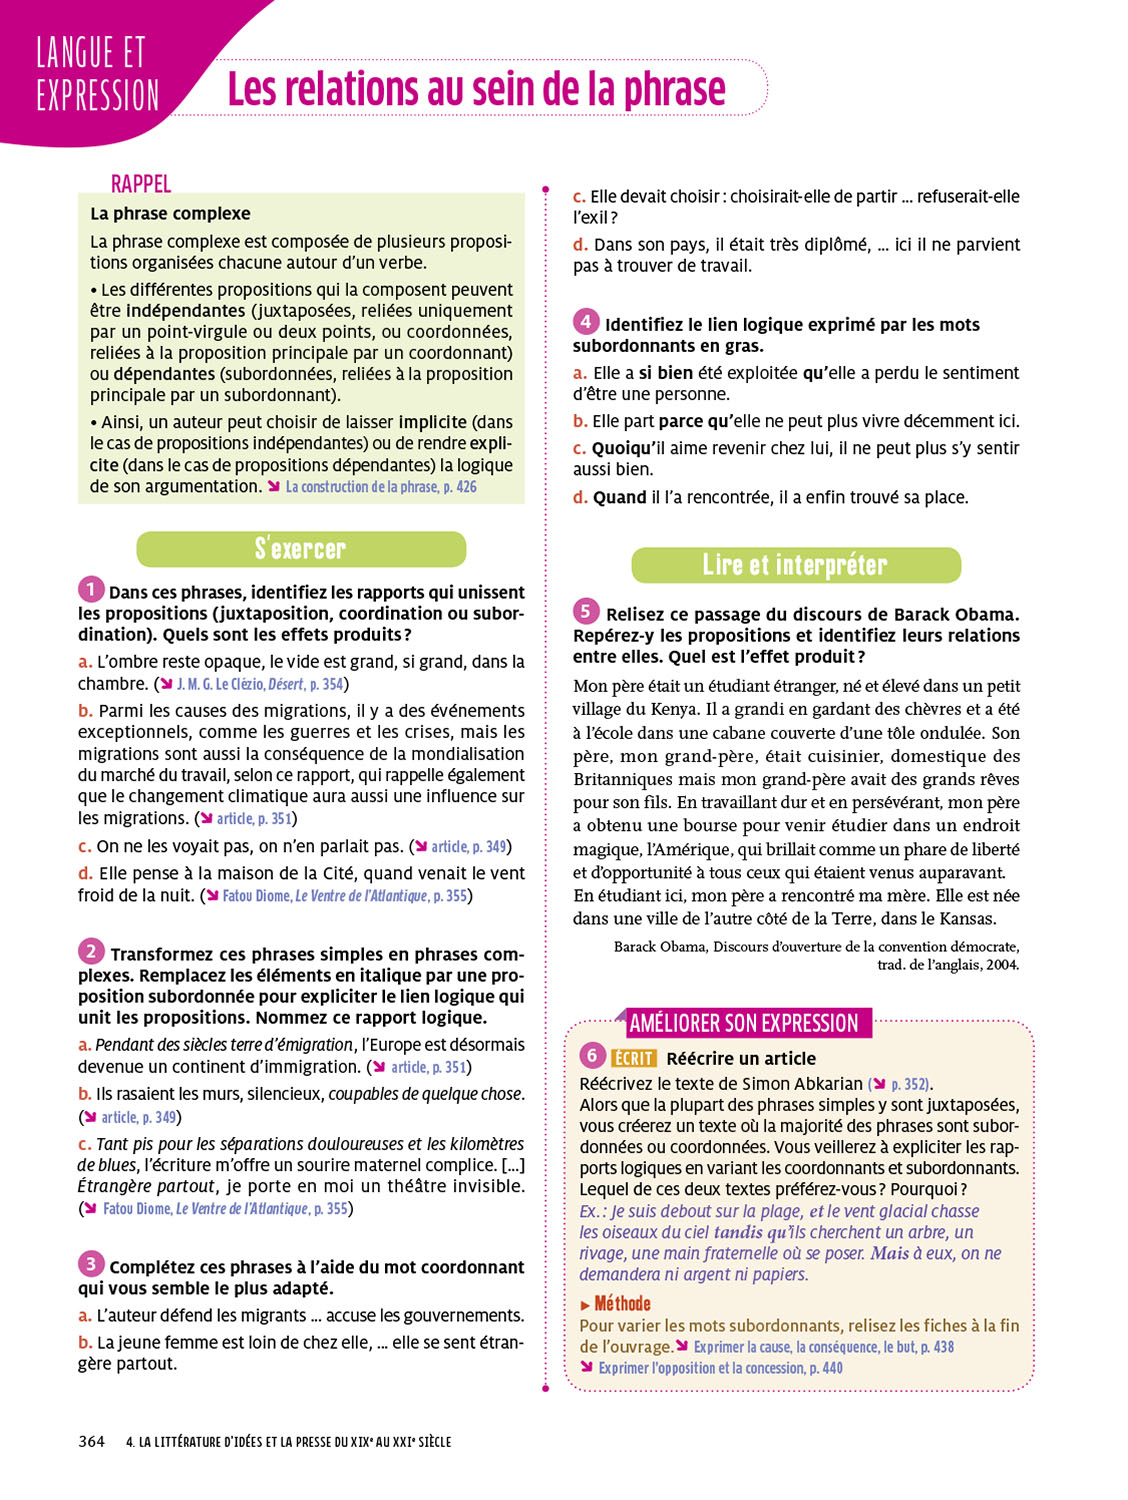 LANGUE ET
EXPRESSION
Les relations au sein de la phrase
RAPPEL
La phrase complexe
La phrase complexe est composée de plusieurs proposi-
tions organisées chacune autour d'un verbe.
• Les différentes propositions qui la composent peuvent
être indépendantes (juxtaposées, reliées uniquement
par un point-virgule ou deux points, ou coordonnées,
reliées à la proposition principale par un coordonnant)
ou dépendantes (subordonnées, reliées à la proposition
principale par un subordonnant).
• Ainsi, un auteur peut choisir de laisser implicite (dans
le cas de propositions indépendantes) ou de rendre expli-
cite (dans le cas de propositions dépendantes) la logique
de son argumentation. ➘ La construction de la phrase, p. 426
S'exercer
1 Dans ces phrases, identifiez les rapports qui unissent
les propositions (juxtaposition, coordination ou subor-
dination). Quels sont les effets produits ?
a. L'ombre reste opaque, le vide est grand, si grand, dans la
chambre. (➘ J. M. G. Le Clézio, Désert, p. 354)
b. Parmi les causes des migrations, il y a des événements
exceptionnels, comme les guerres et les crises, mais les
migrations sont aussi la conséquence de la mondialisation
du marché du travail, selon ce rapport, qui rappelle également
que le changement climatique aura aussi une influence sur
les migrations. (➘ article, p. 351)
c. On ne les voyait pas, on n'en parlait pas. (➘ article, p. 349)
d. Elle pense à la maison de la Cité, quand venait le vent
froid de la nuit. (➘ Fatou Diome, Le Ventre de l'Atlantique, p. 355)
2 Transformez ces phrases simples en phrases com-
plexes. Remplacez les éléments en italique par une pro-
position subordonnée pour expliciter le lien logique qui
unit les propositions. Nommez ce rapport logique.
a. Pendant des siècles terre d'émigration, l'Europe est désormais
devenue un continent d'immigration. (➘ article, p. 351)
b. Ils rasaient les murs, silencieux, coupables de quelque chose.
(➘ article, p. 349)
c. Tant pis pour les séparations douloureuses et les kilomètres
de blues, l'écriture m'offre un sourire maternel complice. [...]
Étrangère partout, je porte en moi un théâtre invisible.
(➘ Fatou Diome, Le Ventre de l'Atlantique, p. 355)
3 Complétez ces phrases à l'aide du mot coordonnant
qui vous semble le plus adapté.
a. L'auteur défend les migrants ... accuse les gouvernements.
b. La jeune femme est loin de chez elle, ... elle se sent étran-
gère partout.
c. Elle devait choisir : choisirait-elle de partir ... refuserait-elle
l'exil ?
d. Dans son pays, il était très diplômé, ... ici il ne parvient
pas à trouver de travail.
4 Identifiez le lien logique exprimé par les mots
subordonnants en gras.
a. Elle a si bien été exploitée qu'elle a perdu le sentiment
d'être une personne.
b. Elle part parce qu'elle ne peut plus vivre décemment ici.
c. Quoiqu'il aime revenir chez lui, il ne peut plus s'y sentir
aussi bien.
d. Quand il l'a rencontrée, il a enfin trouvé sa place.
Lire et interpréter
5 Relisez ce passage du discours de Barack Obama.
Repérez-y les propositions et identifiez leurs relations
entre elles. Quel est l'effet produit ?
Mon père était un étudiant étranger, né et élevé dans un petit
village du Kenya. Il a grandi en gardant des chèvres et a été
à l'école dans une cabane couverte d'une tôle ondulée. Son
père, mon grand-père, était cuisinier, domestique des
Britanniques mais mon grand-père avait des grands rêves
pour son fils. En travaillant dur et en persévérant, mon père
a obtenu une bourse pour venir étudier dans un endroit
magique, l'Amérique, qui brillait comme un phare de liberté
et d'opportunité à tous ceux qui étaient venus auparavant.
En étudiant ici, mon père a rencontré ma mère. Elle est née
dans une ville de l'autre côté de la Terre, dans le Kansas.
Barack Obama, Discours d'ouverture de la convention démocrate,
trad. de l'anglais, 2004.
AMÉLIORER SON EXPRESSION
6 ÉCRIT Réécrire un article
Réécrivez le texte de Simon Abkarian (➘ p. 352).
Alors que la plupart des phrases simples y sont juxtaposées,
vous créerez un texte où la majorité des phrases sont subor-
données ou coordonnées. Vous veillerez à expliciter les rap-
ports logiques en variant les coordonnants et subordonnants.
Lequel de ces deux textes préférez-vous ? Pourquoi ?
Ex. : Je suis debout sur la plage, et le vent glacial chasse
les oiseaux du ciel tandis qu'ils cherchent un arbre, un
rivage, une main fraternelle où se poser. Mais à eux, on ne
demandera ni argent ni papiers.
► Méthode
Pour varier les mots subordonnants, relisez les fiches à la fin
de l'ouvrage. ➘ Exprimer la cause, la conséquence, le but, p. 438
➘ Exprimer l'opposition et la concession, p. 440
364 4. LA LITTÉRATURE D'IDÉES ET LA PRESSE DU XIXe AU XXIe SIÈCLE